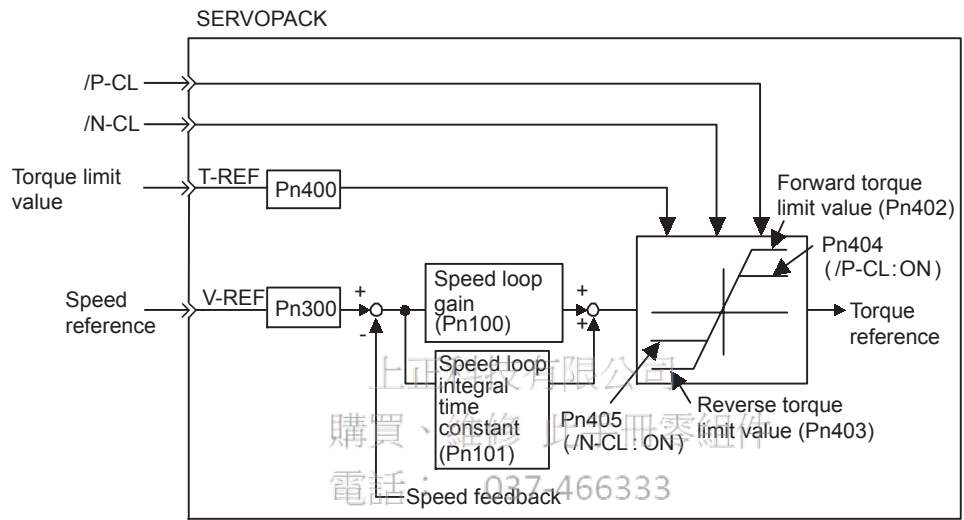 SERVOPACK
/P-CL
/N-CL
Torque limit
value
T-REF
Pn400
Forward torque
limit value (Pn402)
Pn404
(/P-CL:ON)
Speed
reference
V-REF
Pn300
+
-
Speed loop
gain
(Pn100)
+
+
Torque
reference
Speed loop
integral
time
constant
(Pn101)
Pn405
(/N-CL:ON)
Reverse torque
limit value (Pn403)
Speed feedback
上正科技有限公司
購買、維修 此手冊零組件
電話: 037-466333